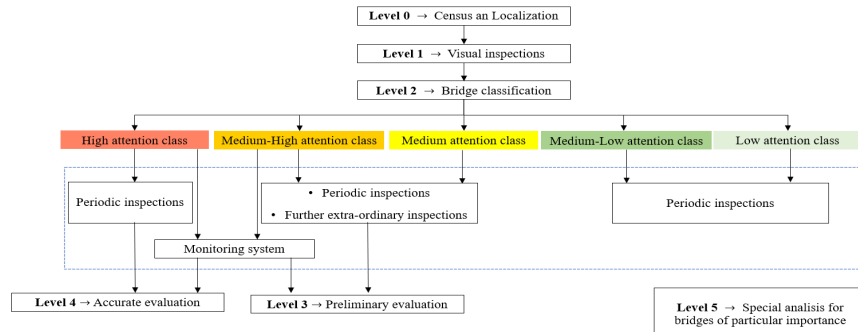 Level 0 → Census an Localization
Level 1 → Visual inspections
Level 2 → Bridge classification
High attention class
Medium-High attention class
Medium attention class
Medium-Low attention class
Low attention class
Periodic inspections
• Periodic inspections
• Further extra-ordinary inspections
Periodic inspections
Monitoring system
Level 4 → Accurate evaluation
Level 3 → Preliminary evaluation
Level 5 → Special analisis for
bridges of particular importance